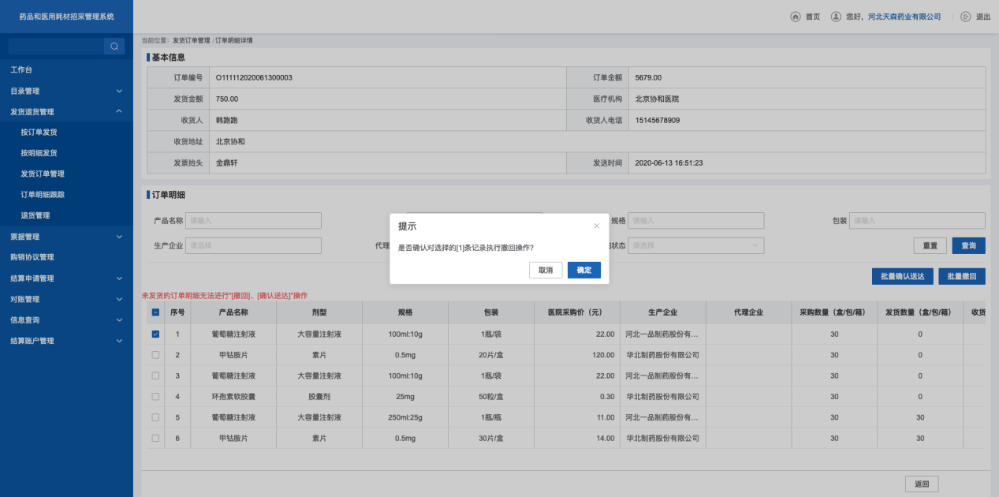 药品和医用耗材招采管理系统
首页 您好, 河北天森药业有限公司 退出
当前位置: 发货订单管理 / 订单明细详情
工作台
目录管理
发货退货管理
按订单发货
按明细发货
发货订单管理
订单明细跟踪
退货管理
票据管理
购销协议管理
结算申请管理
对账管理
信息查询
结算账户管理
基本信息
订单编号 O111112020061300003 订单金额 5679.00
发货金额 750.00 医疗机构 北京协和医院
收货人 韩跑跑 收货人电话 15145678909
收货地址 北京协和
发票抬头 金鼎轩 发送时间 2020-06-13 16:51:23
订单明细
产品名称 请输入 规格 请输入 包装 请输入
生产企业 请选择 代理 状态 请选择 重置 查询
提示
是否确认对选择的[1]条记录执行撤回操作?
取消 确定
批量确认送达 批量撤回
未发货的订单明细无法进行"[撤回]、[确认送达]"操作
序号 产品名称 剂型 规格 包装 医院采购价（元） 生产企业 代理企业 采购数量（盒/包/箱） 发货数量（盒/包/箱） 收货
1 葡萄糖注射液 大容量注射液 100ml:10g 1瓶/袋 22.00 河北一品制药股份有... 30 0
2 甲钴胺片 素片 0.5mg 20片/盒 120.00 华北制药股份有限公司 30 0
3 葡萄糖注射液 大容量注射液 100ml:10g 1瓶/袋 22.00 河北一品制药股份有... 30 0
4 环孢素软胶囊 胶囊剂 25mg 50粒/盒 0.30 华北制药股份有限公司 30 0
5 葡萄糖注射液 大容量注射液 250ml:25g 1瓶/瓶 11.00 河北一品制药股份有... 30 30
6 甲钴胺片 素片 0.5mg 30片/盒 14.00 华北制药股份有限公司 30 30
返回